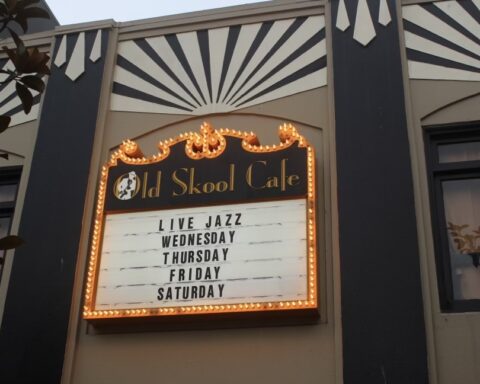 Old Skool Cafe
LIVE JAZZ
WEDNESDAY
THURSDAY
FRIDAY
SATURDAY